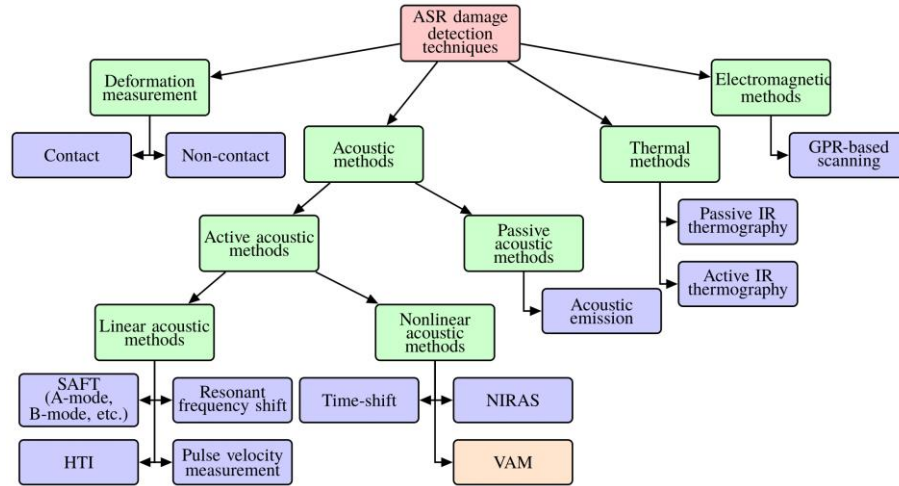 ASR damage
detection
techniques
Deformation
measurement
Electromagnetic
methods
Contact
Non-contact
Acoustic
methods
Thermal
methods
GPR-based
scanning
Passive IR
thermography
Active acoustic
methods
Passive
acoustic
methods
Active IR
thermography
Acoustic
emission
Linear acoustic
methods
Nonlinear
acoustic
methods
SAFT
(A-mode,
B-mode, etc.)
Resonant
frequency shift
Time-shift
NIRAS
HTI
Pulse velocity
measurement
VAM